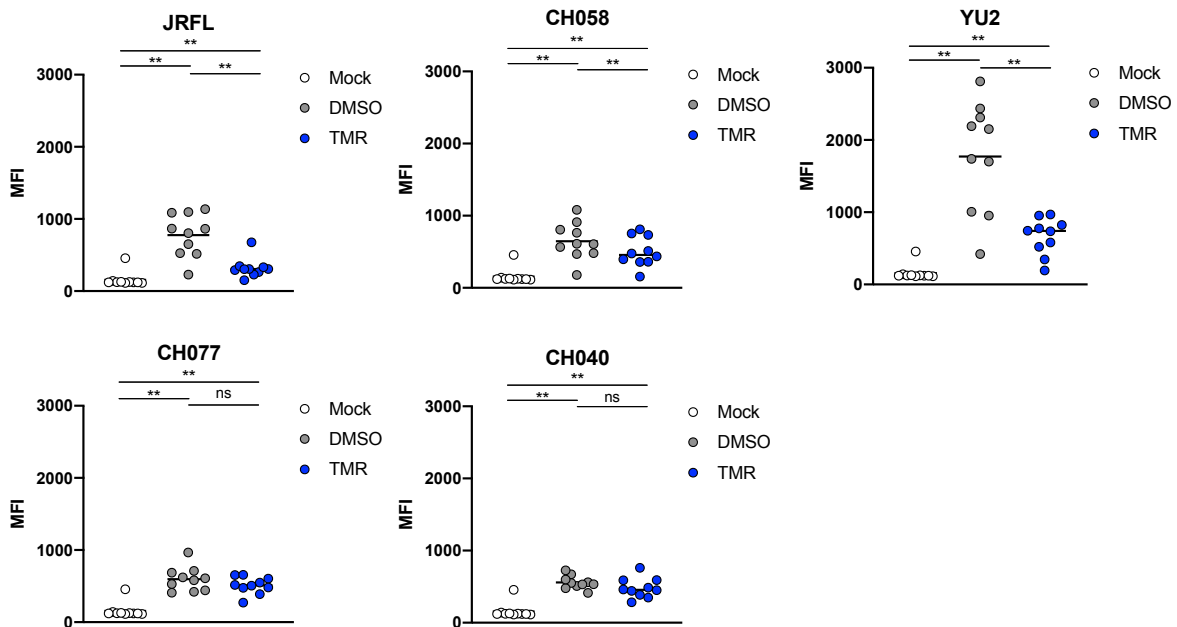 JRFL
**
**
**
3000
2000
1000
0
MFI
Mock
DMSO
TMR
CH058
**
**
**
3000
2000
1000
0
MFI
Mock
DMSO
TMR
YU2
**
**
**
3000
2000
1000
0
MFI
Mock
DMSO
TMR
CH077
**
**
ns
3000
2000
1000
0
MFI
Mock
DMSO
TMR
CH040
**
**
ns
3000
2000
1000
0
MFI
Mock
DMSO
TMR